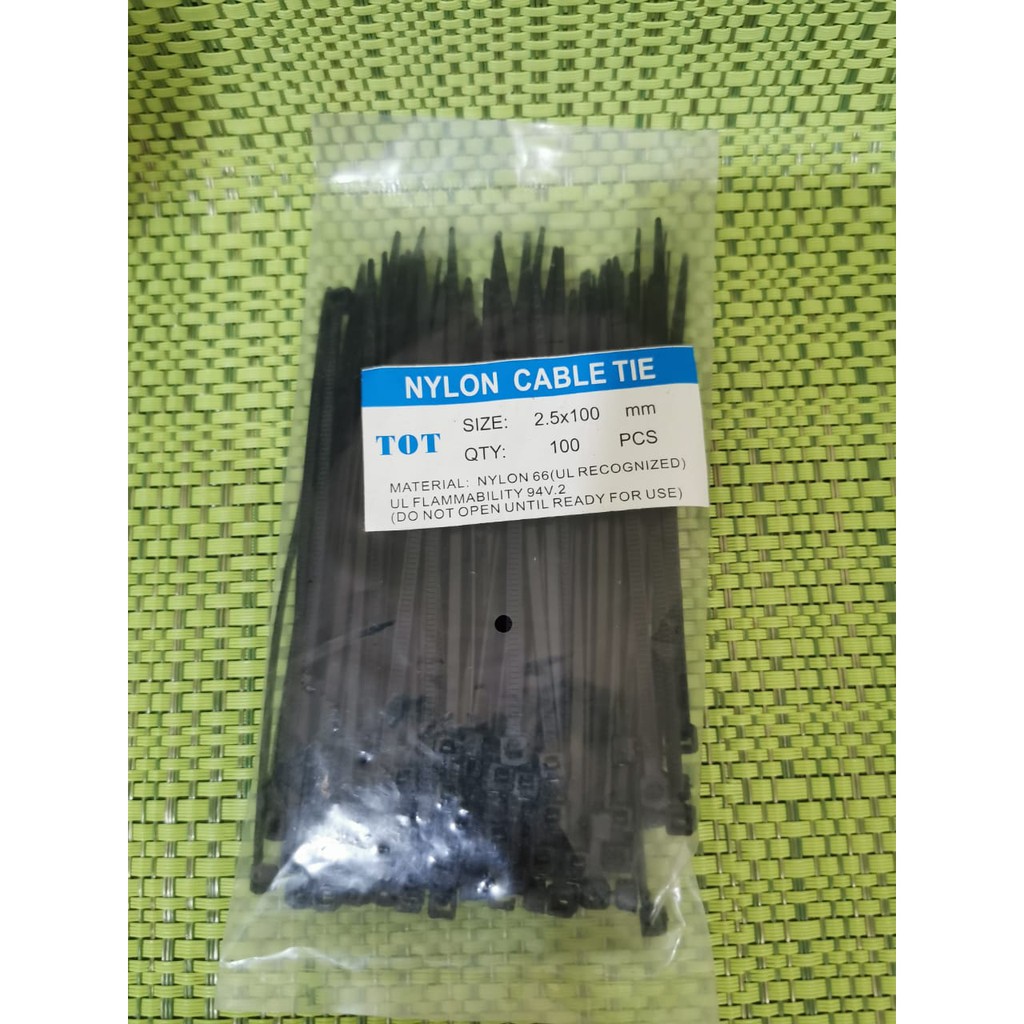 NYLON CABLE TIE
TOT
SIZE: 2.5x100 mm
QTY: 100 PCS
MATERIAL: NYLON 66(UL RECOGNIZED)
UL FLAMMABILITY 94V.2
(DO NOT OPEN UNTIL READY FOR USE)